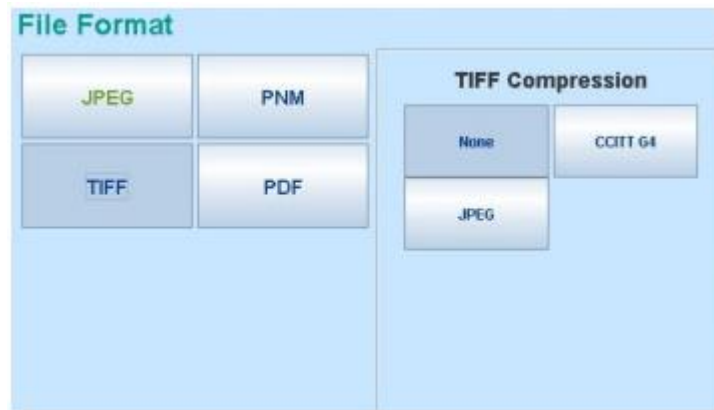 File Format
JPEG
PNM
TIFF
PDF
TIFF Compression
None
CCITT G4
JPEG